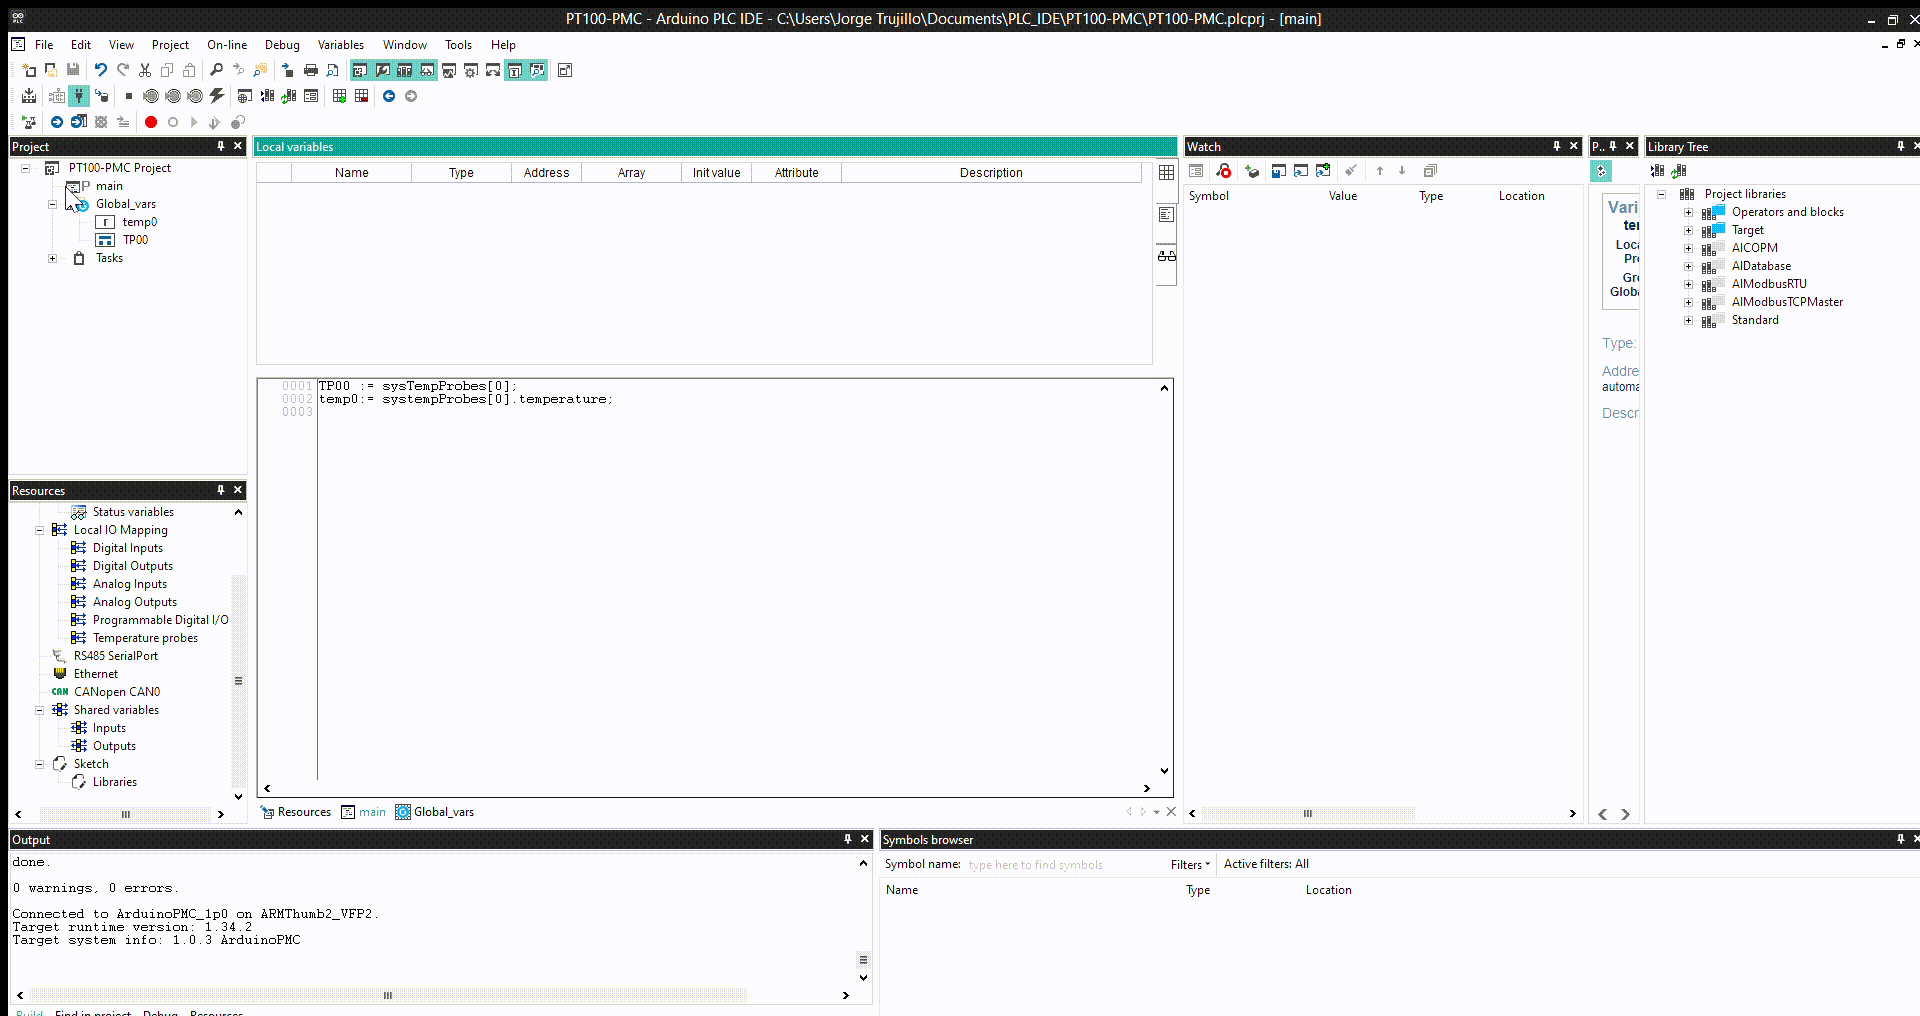 PT100-PMC - Arduino PLC IDE - C:\Users\Jorge Trujillo\Documents\PLC_IDE\PT100-PMC\PT100-PMC.plcprj - [main]
File Edit View Project On-line Debug Variables Window Tools Help
Project
PT100-PMC Project
main
Global_vars
temp0
TP00
Tasks
Resources
Status variables
Local IO Mapping
Digital Inputs
Digital Outputs
Analog Inputs
Analog Outputs
Programmable Digital I/O
Temperature probes
RS485 SerialPort
Ethernet
CAN CANopen CAN0
Shared variables
Inputs
Outputs
Sketch
Libraries
Local variables
Name Type Address Array Init value Attribute Description
0001 TP00 := sysTempProbes[0];
0002 temp0:= systempProbes[0].temperature;
0003
Resources main Global_vars
Watch
Symbol Value Type Location
P..
Vari
te
Loca
Pr
Gr
Globa
Type:
Addre
automa
Descr
Library Tree
Project libraries
Operators and blocks
Target
AlCOPM
AlDatabase
AlModbusRTU
AlModbusTCPMaster
Standard
Output
done.
0 warnings, 0 errors.
Connected to ArduinoPMC_1p0 on ARMThumb2_VFP2.
Target runtime version: 1.34.2
Target system info: 1.0.3 ArduinoPMC
Build Find in project Debug Resources
Symbols browser
Symbol name: type here to find symbols Filters Active filters: All
Name Type Location